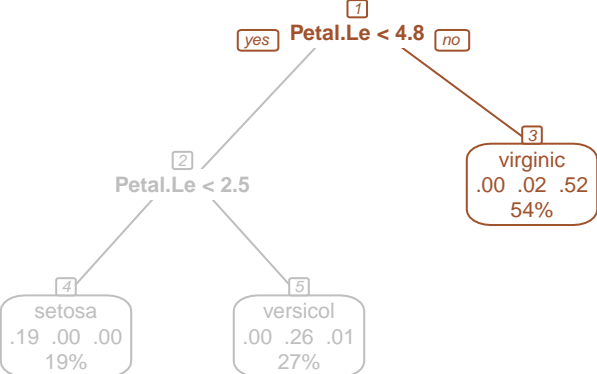 1
yes Petal.Le < 4.8 no
2
Petal.Le < 2.5
3
virginic
.00 .02 .52
54%
4
setosa
.19 .00 .00
19%
5
versicol
.00 .26 .01
27%